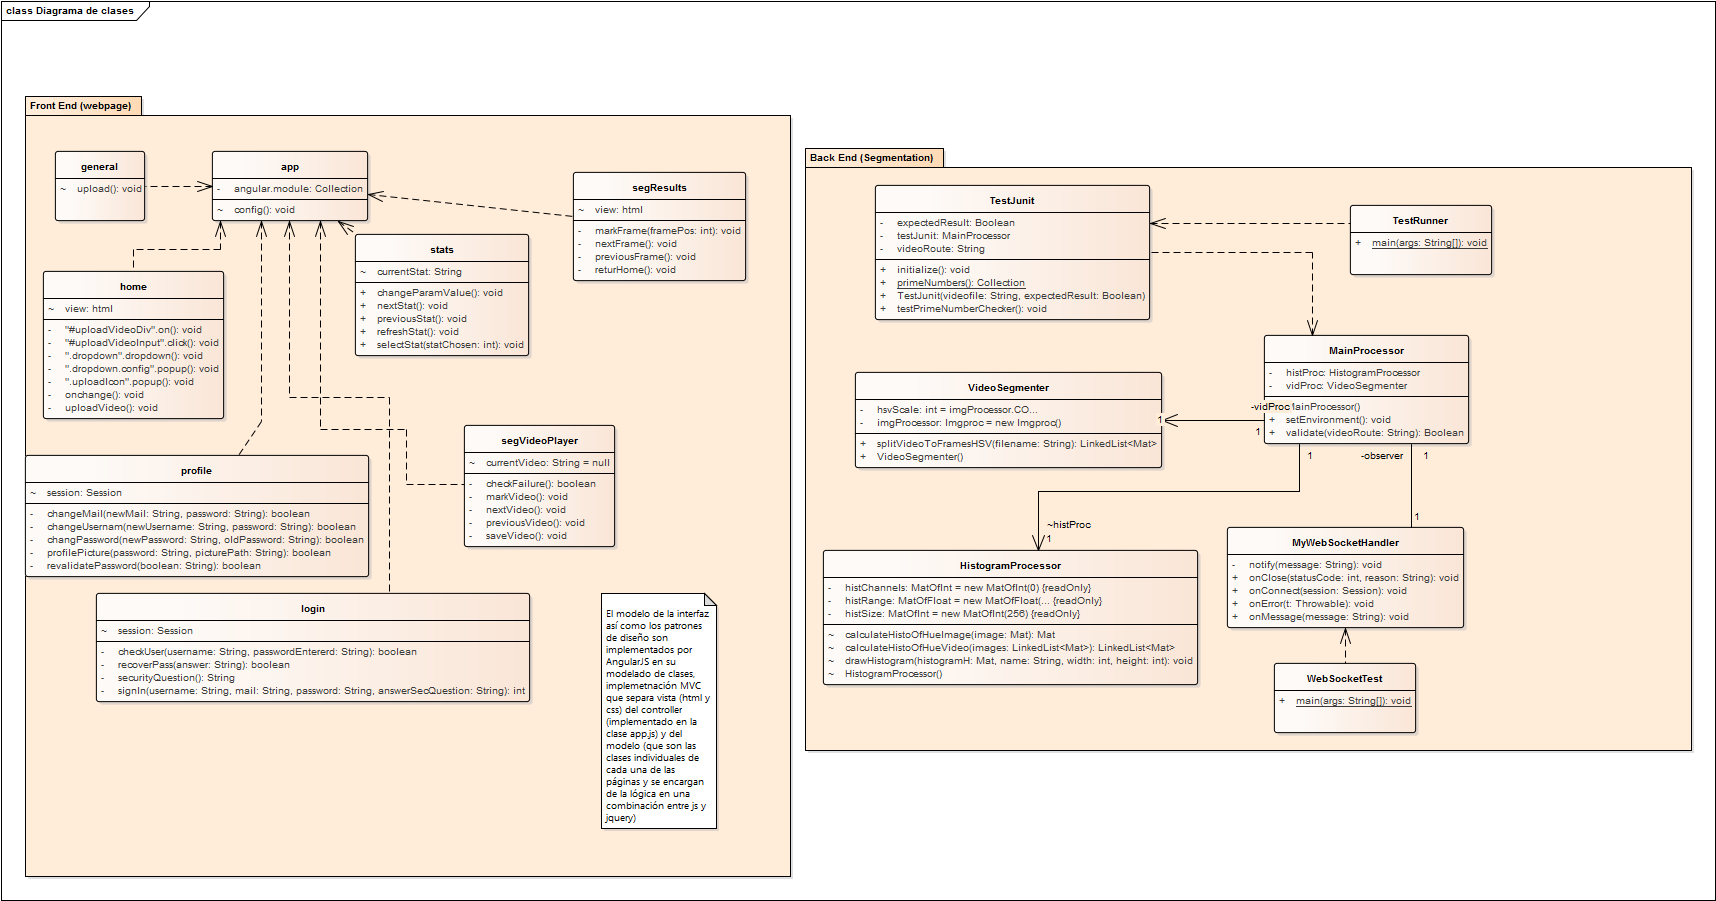 class Diagrama de clases
Front End (webpage)
general
~ upload(): void
app
- angular.module: Collection
~ config(): void
segResults
~ view: html
- markFrame(framePos: int): void
- nextFrame(): void
- previousFrame(): void
- returHome(): void
stats
~ currentStat: String
+ changeParamValue(): void
+ nextStat(): void
+ previousStat(): void
+ refreshStat(): void
+ selectStat(statChosen: int): void
home
~ view: html
- "#uploadVideoDiv".on(): void
- "#uploadVideoInput".click(): void
- ".dropdown".dropdown(): void
- ".dropdown.config".popup(): void
- ".uploadIcon".popup(): void
- onchange(): void
- uploadVideo(): void
segVideoPlayer
~ currentVideo: String = null
- checkFailure(): boolean
- markVideo(): void
- nextVideo(): void
- previousVideo(): void
- saveVideo(): void
profile
~ session: Session
- changeMail(newMail: String, password: String): boolean
- changeUsernam(newUsername: String, password: String): boolean
- changPassword(newPassword: String, oldPassword: String): boolean
- profilePicture(password: String, picturePath: String): boolean
- revalidatePassword(boolean: String): boolean
login
~ session: Session
- checkUser(username: String, passwordEntererd: String): boolean
- recoverPass(answer: String): boolean
- securityQuestion(): String
- signIn(username: String, mail: String, password: String, answerSecQuestion: String): int
El modelo de la interfaz
así como los patrones
de diseño son
implementados por
AngularJS en su
modelado de clases,
implemetnación MVC
que separa vista (html y
css) del controller
(implementado en la
clase app.js) y del
modelo (que son las
clases individuales de
cada una de las
páginas y se encargan
de la lógica en una
combinación entre js y
jquery)
Back End (Segmentation)
TestJunit
- expectedResult: Boolean
- testJunit: MainProcessor
- videoRoute: String
+ initialize(): void
+ primeNumbers(): Collection
+ TestJunit(videofile: String, expectedResult: Boolean)
+ testPrimeNumberChecker(): void
TestRunner
+ main(args: String[]): void
MainProcessor
- histProc: HistogramProcessor
- vidProc: VideoSegmenter
MainProcessor()
+ setEnvironment(): void
+ validate(videoRoute: String): Boolean
-vidProc
1
1
VideoSegmenter
- hsvScale: int = imgProcessor.CO...
- imgProcessor: Imgproc = new Imgproc()
+ splitVideoToFramesHSV(filename: String): LinkedList<Mat>
+ VideoSegmenter()
1
-observer
1
1
~histProc
1
HistogramProcessor
- histChannels: MatOfInt = new MatOfInt(0) {readOnly}
- histRange: MatOfFloat = new MatOfFloat(... {readOnly}
- histSize: MatOfInt = new MatOfInt(256) {readOnly}
~ calculateHistoOfHueImage(image: Mat): Mat
~ calculateHistoOfHueVideo(images: LinkedList<Mat>): LinkedList<Mat>
~ drawHistogram(histogramH: Mat, name: String, width: int, height: int): void
~ HistogramProcessor()
MyWebSocketHandler
- notify(message: String): void
+ onClose(statusCode: int, reason: String): void
+ onConnect(session: Session): void
+ onError(t: Throwable): void
+ onMessage(message: String): void
WebSocketTest
+ main(args: String[]): void